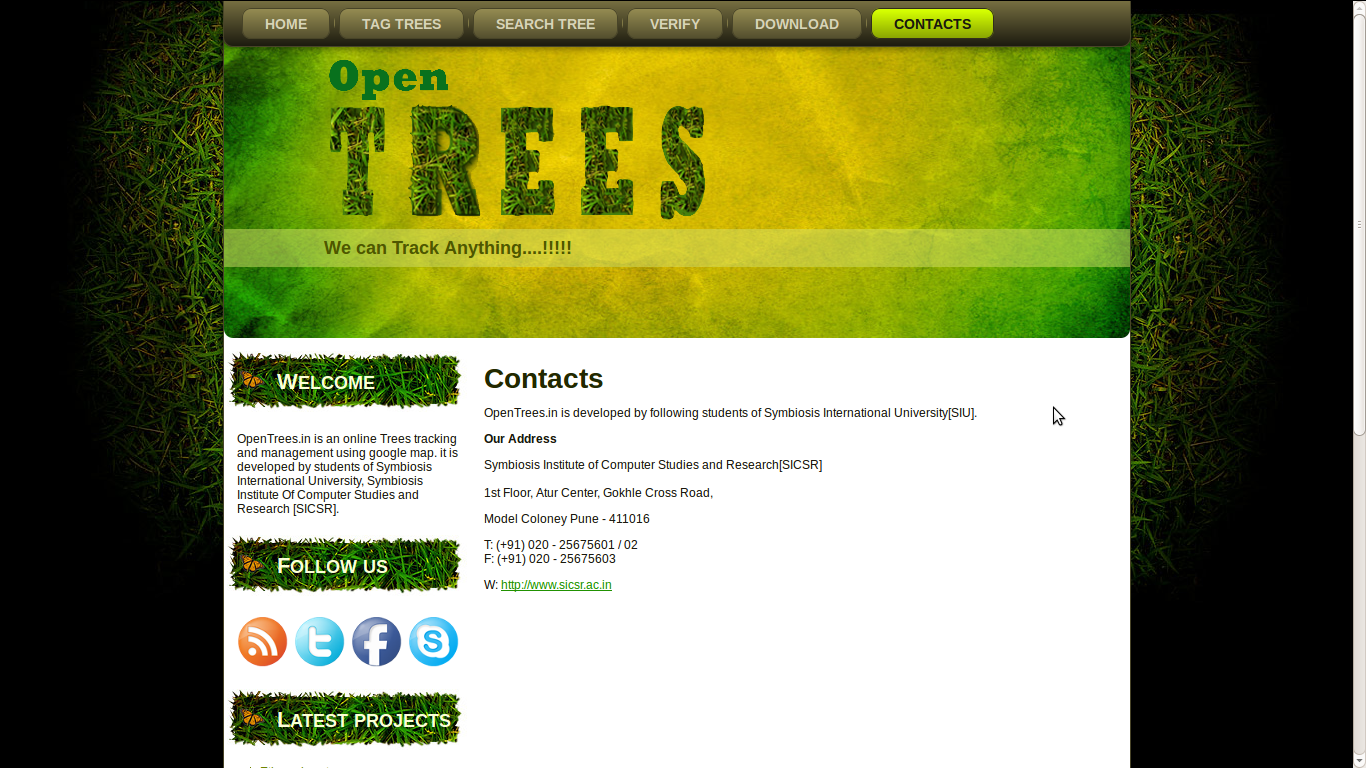 HOME
TAG TREES
SEARCH TREE
VERIFY
DOWNLOAD
CONTACTS
Open
TREES
We can Track Anything....!!!!!
WELCOME
OpenTrees.in is an online Trees tracking
and management using google map. it is
developed by students of Symbiosis
International University, Symbiosis
Institute Of Computer Studies and
Research [SICSR].
FOLLOW US
LATEST PROJECTS
Contacts
OpenTrees.in is developed by following students of Symbiosis International University[SIU].
Our Address
Symbiosis Institute of Computer Studies and Research[SICSR]
1st Floor, Atur Center, Gokhle Cross Road,
Model Coloney Pune - 411016
T: (+91) 020 - 25675601 / 02
F: (+91) 020 - 25675603
W: http://www.sicsr.ac.in